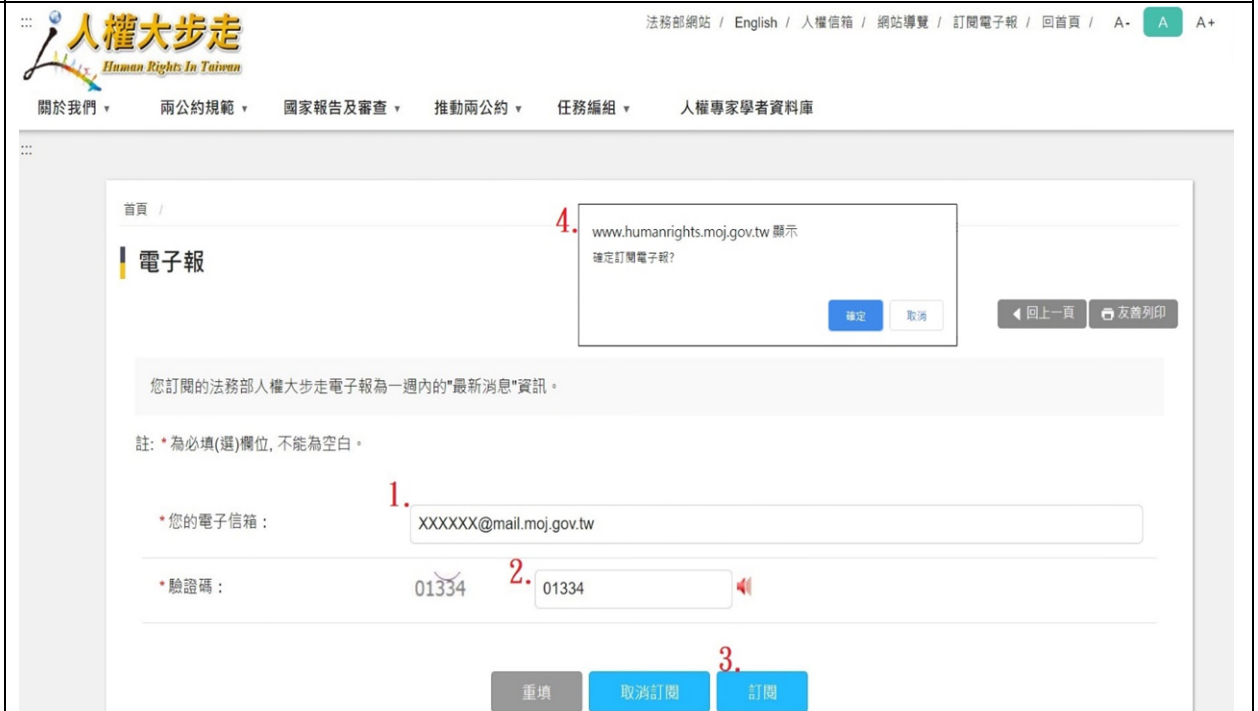 :::
人權大步走
Human Rights In Taiwan
法務部網站 / English / 人權信箱 / 網站導覽 / 訂閱電子報 / 回首頁 / A- A A+
關於我們 兩公約規範 國家報告及審查 推動兩公約 任務編組 人權專家學者資料庫
:::
首頁 /
4.
www.humanrights.moj.gov.tw 顯示
確定訂閱電子報?
確定 取消
電子報
回上一頁 友善列印
您訂閱的法務部人權大步走電子報為一週內的"最新消息"資訊。
註: *為必填(選)欄位, 不能為空白。
1.
*您的電子信箱： XXXXXX@mail.moj.gov.tw
*驗證碼： 01334 2. 01334
3.
重填 取消訂閱 訂閱